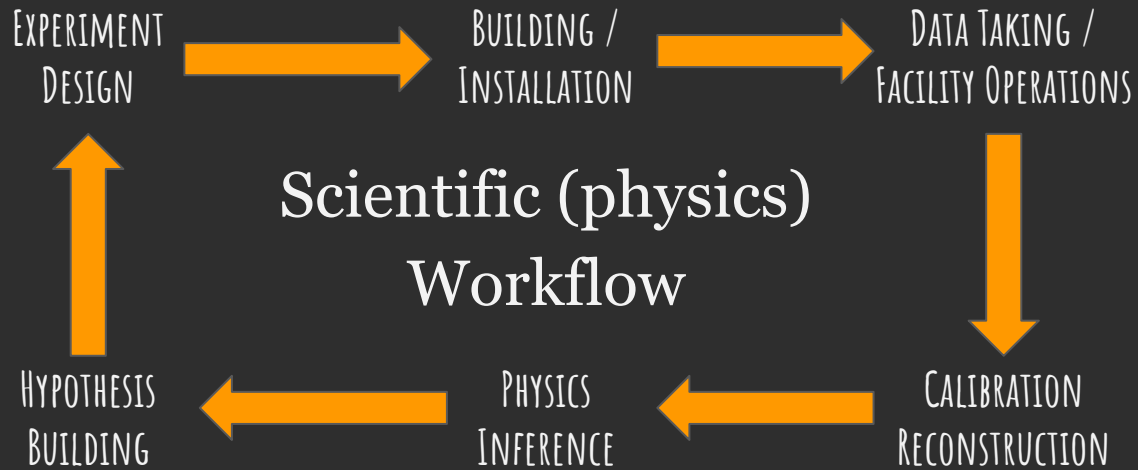 EXPERIMENT
DESIGN
BUILDING /
INSTALLATION
DATA TAKING /
FACILITY OPERATIONS
Scientific (physics)
Workflow
HYPOTHESIS
BUILDING
PHYSICS
INFERENCE
CALIBRATION
RECONSTRUCTION